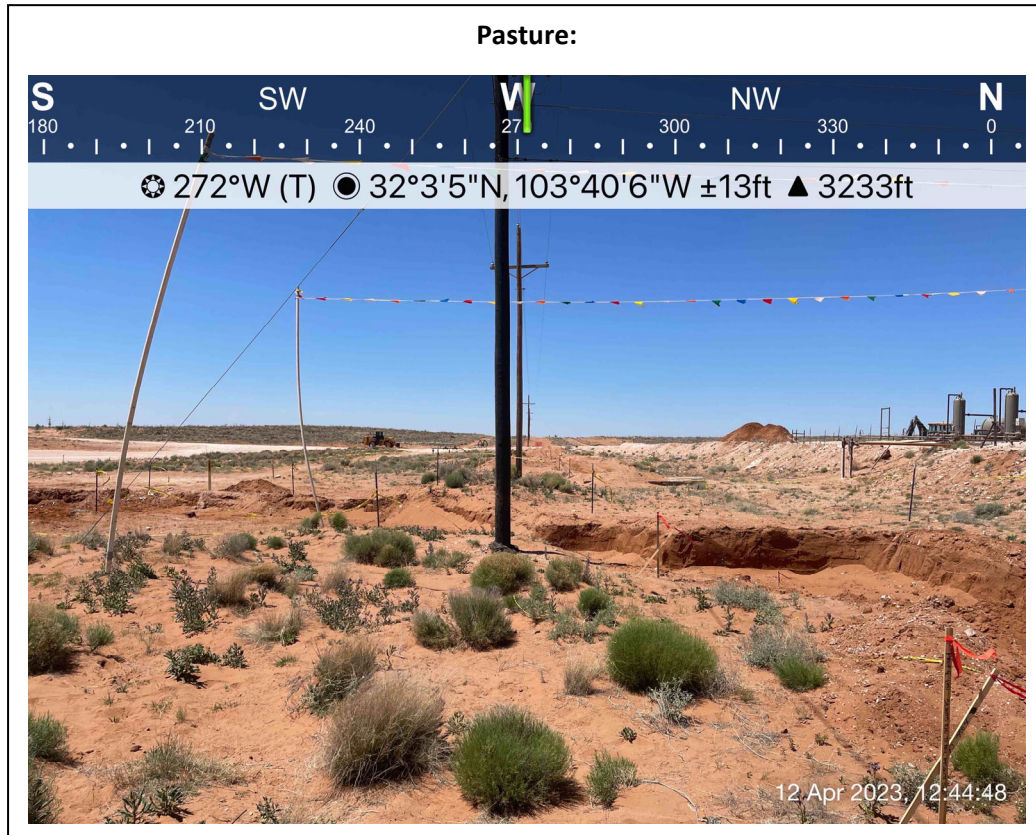 Pasture:
S SW W NW N
180 210 240 27 300 330 0
272°W (T) 32°3'5"N, 103°40'6"W ±13ft ▲ 3233ft
12 Apr 2023, 12:44:48